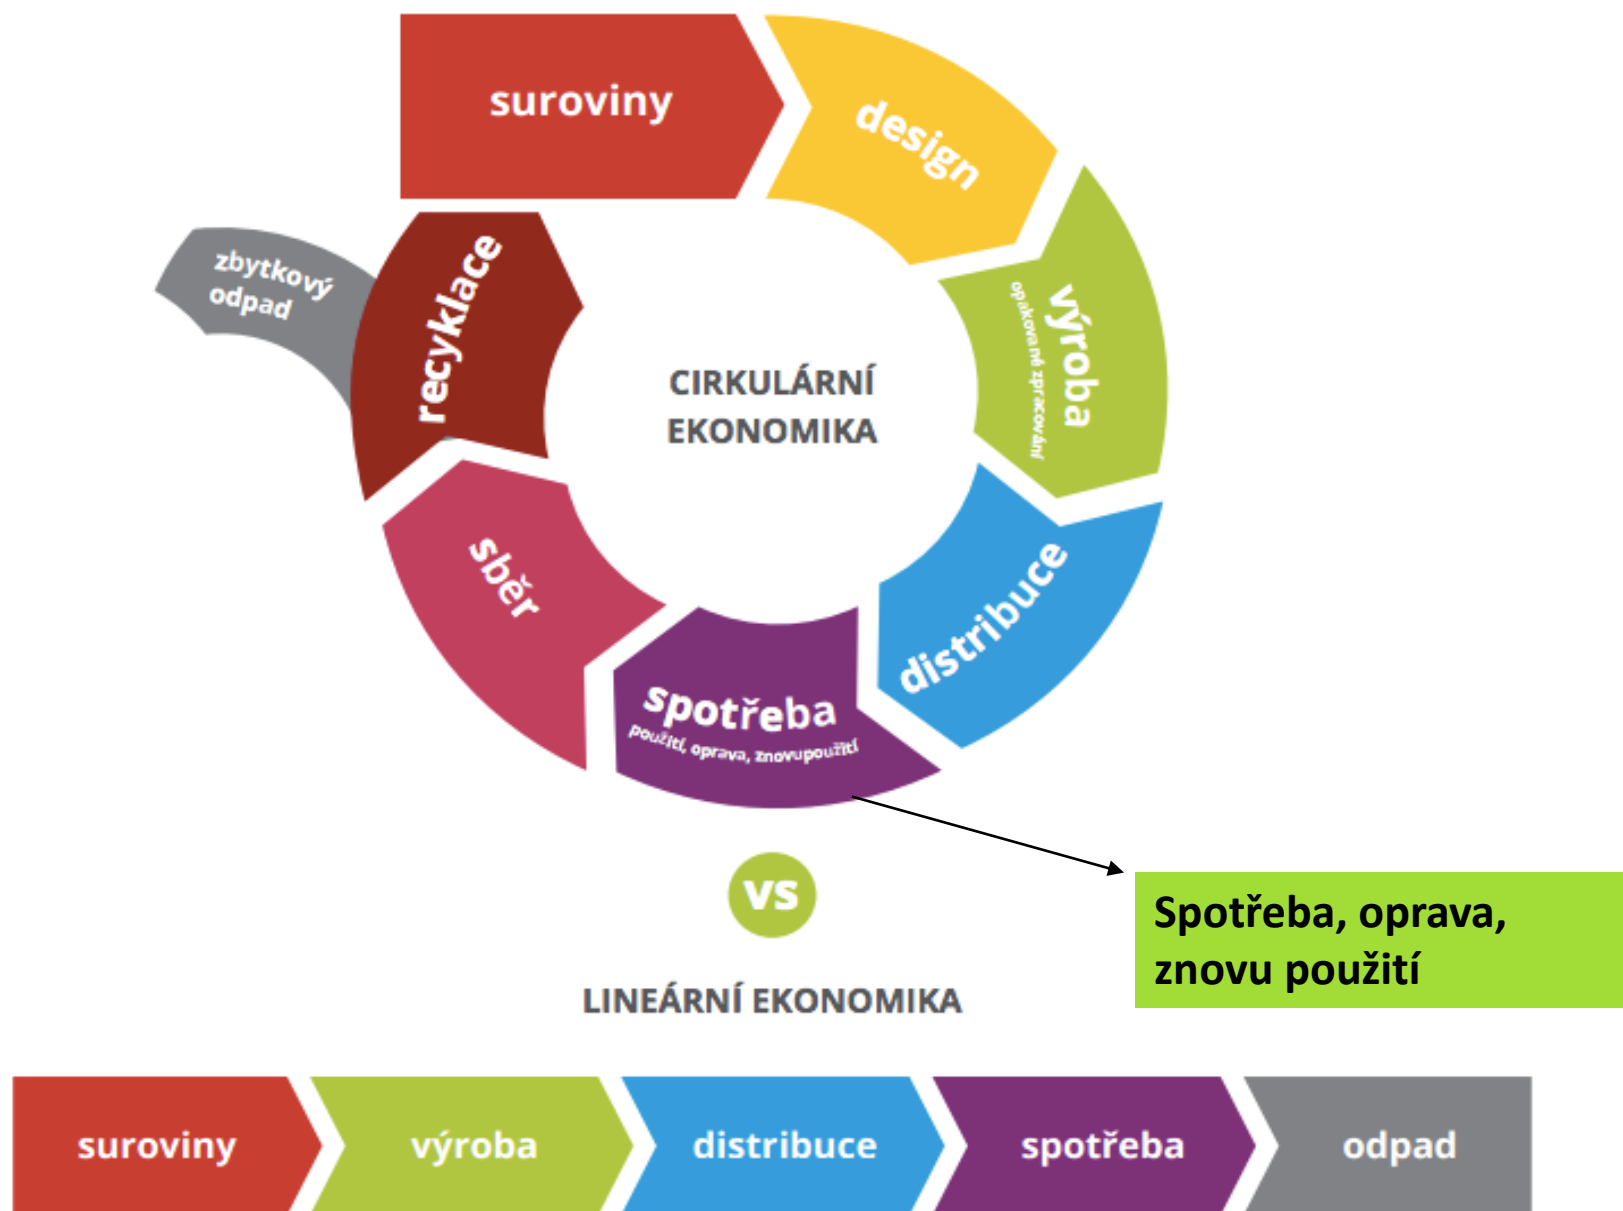 suroviny
design
výroba
opakované zpracování
distribuce
spotřeba
použití, oprava, znovupoužití
sběr
recyklace
zbytkový
odpad
CIRKULÁRNÍ
EKONOMIKA
vs
Spotřeba, oprava,
znovu použití
LINEÁRNÍ EKONOMIKA
suroviny
výroba
distribuce
spotřeba
odpad